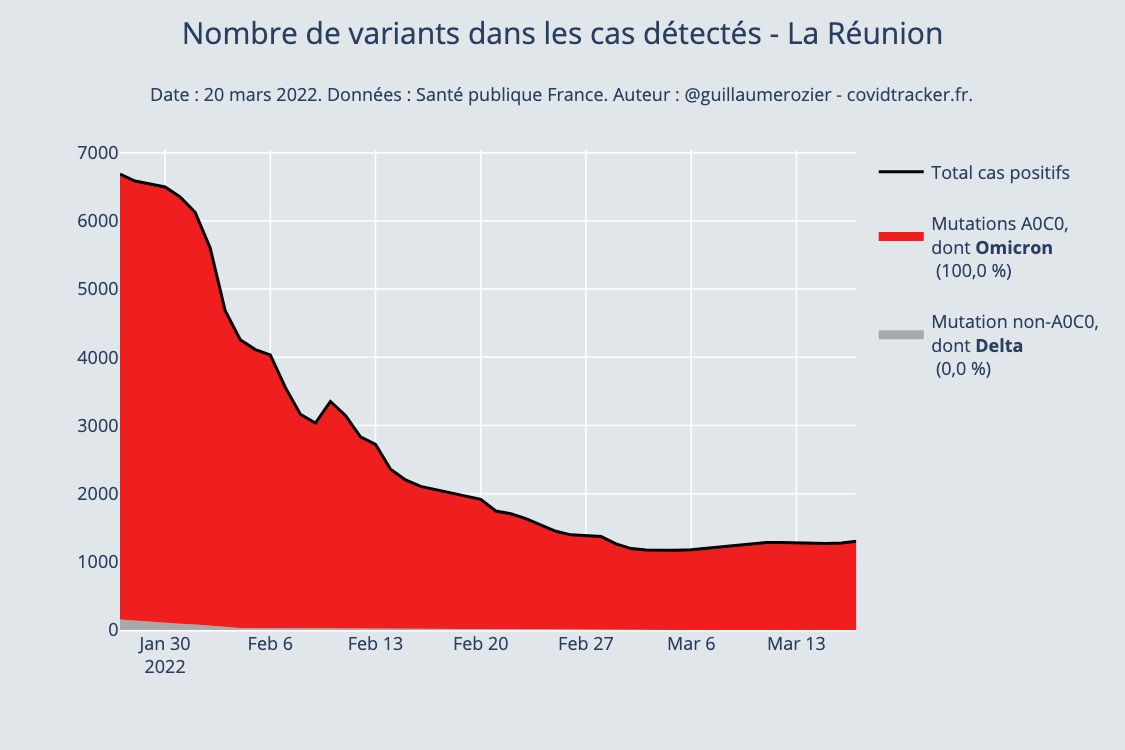 Nombre de variants dans les cas détectés - La Réunion
Date : 20 mars 2022. Données : Santé publique France. Auteur : @guillaumerozier - covidtracker.fr.
7000
6000
5000
4000
3000
2000
1000
0
Jan 30
2022
Feb 6
Feb 13
Feb 20
Feb 27
Mar 6
Mar 13
Total cas positifs
Mutations A0C0,
dont Omicron
(100,0 %)
Mutation non-A0C0,
dont Delta
(0,0 %)